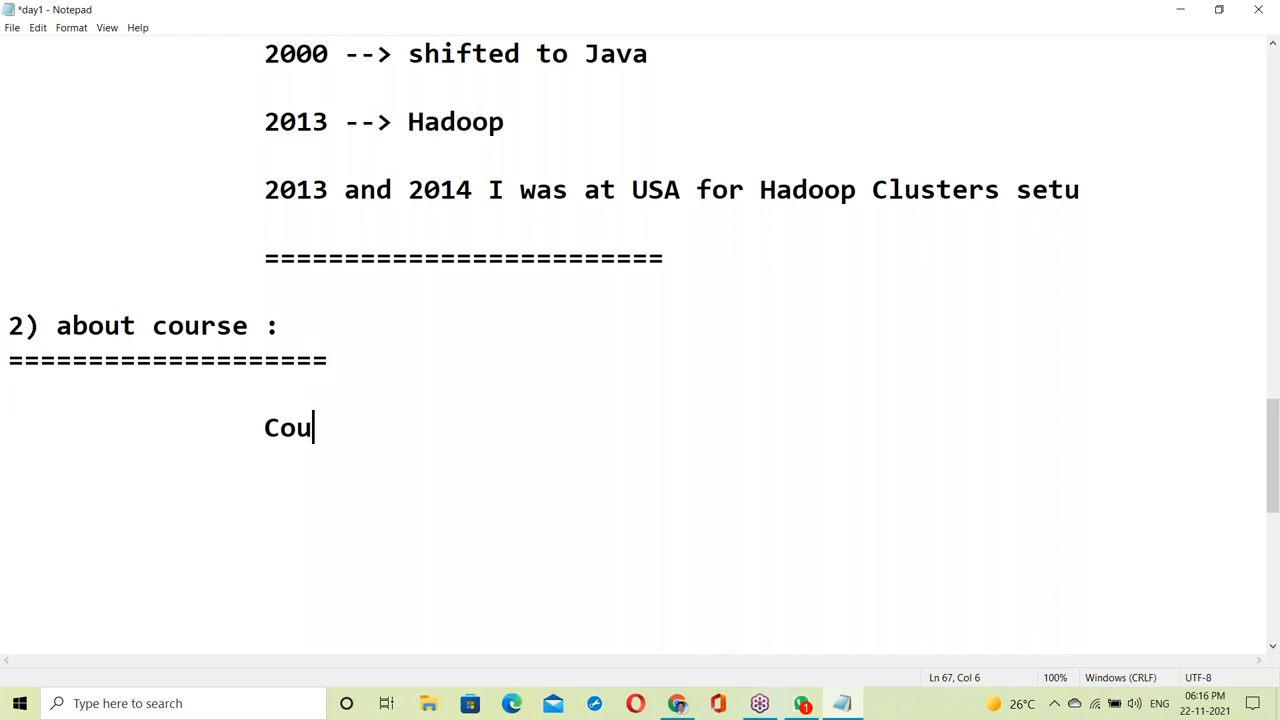 *day1 - Notepad
File Edit Format View Help
2000 --> shifted to Java
2013 --> Hadoop
2013 and 2014 I was at USA for Hadoop Clusters setu
=========================
2) about course :
====================
Cou
Ln 67, Col 6 100% Windows (CRLF) UTF-8
Type here to search
1
26°C ENG 06:16 PM
22-11-2021